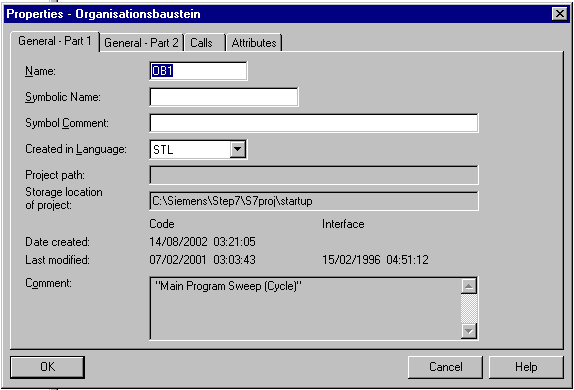 Properties - Organisationsbaustein
General - Part 1 General - Part 2 Calls Attributes
Name: OB1
Symbolic Name:
Symbol Comment:
Created in Language: STL
Project path:
Storage location
of project: C:\Siemens\Step7\S7proj\startup
Code Interface
Date created: 14/08/2002 03:21:05
Last modified: 07/02/2001 03:03:43 15/02/1996 04:51:12
Comment: "Main Program Sweep (Cycle)"
OK Cancel Help